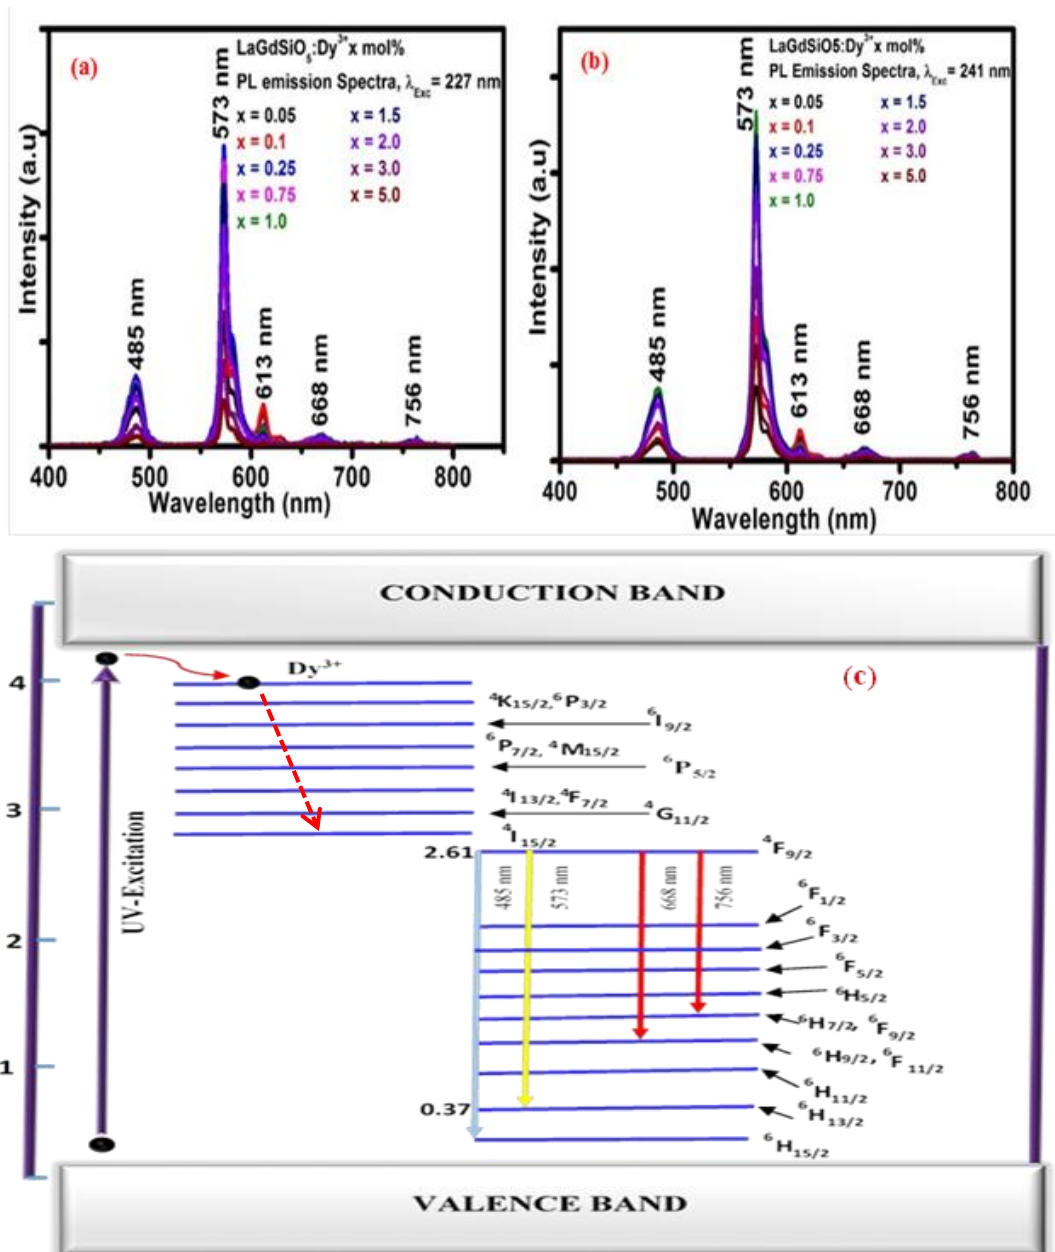 (a)
LaGdSiO5:Dy3+ x mol%
PL emission Spectra, λExc = 227 nm
x = 0.05 x = 1.5
x = 0.1 x = 2.0
x = 0.25 x = 3.0
x = 0.75 x = 5.0
x = 1.0
485 nm
573 nm
613 nm
668 nm
756 nm
Intensity (a.u)
400 500 600 700 800
Wavelength (nm)
(b)
LaGdSiO5:Dy3+ x mol%
PL Emission Spectra, λExc = 241 nm
x = 0.05 x = 1.5
x = 0.1 x = 2.0
x = 0.25 x = 3.0
x = 0.75 x = 5.0
x = 1.0
485 nm
573 nm
613 nm
668 nm
756 nm
Intensity (a.u)
400 500 600 700 800
Wavelength (nm)
CONDUCTION BAND
(c)
Dy3+
4
3
2
1
UV-Excitation
4K15/2,6P3/2
6I9/2
6P7/2, 4M15/2
6P5/2
4I13/2,4F7/2
4G11/2
4I15/2
2.61
4F9/2
485 nm
573 nm
668 nm
756 nm
6F1/2
6F3/2
6F5/2
6H5/2
6H7/2, 6F9/2
6H9/2, 6F11/2
6H11/2
0.37
6H13/2
6H15/2
VALENCE BAND